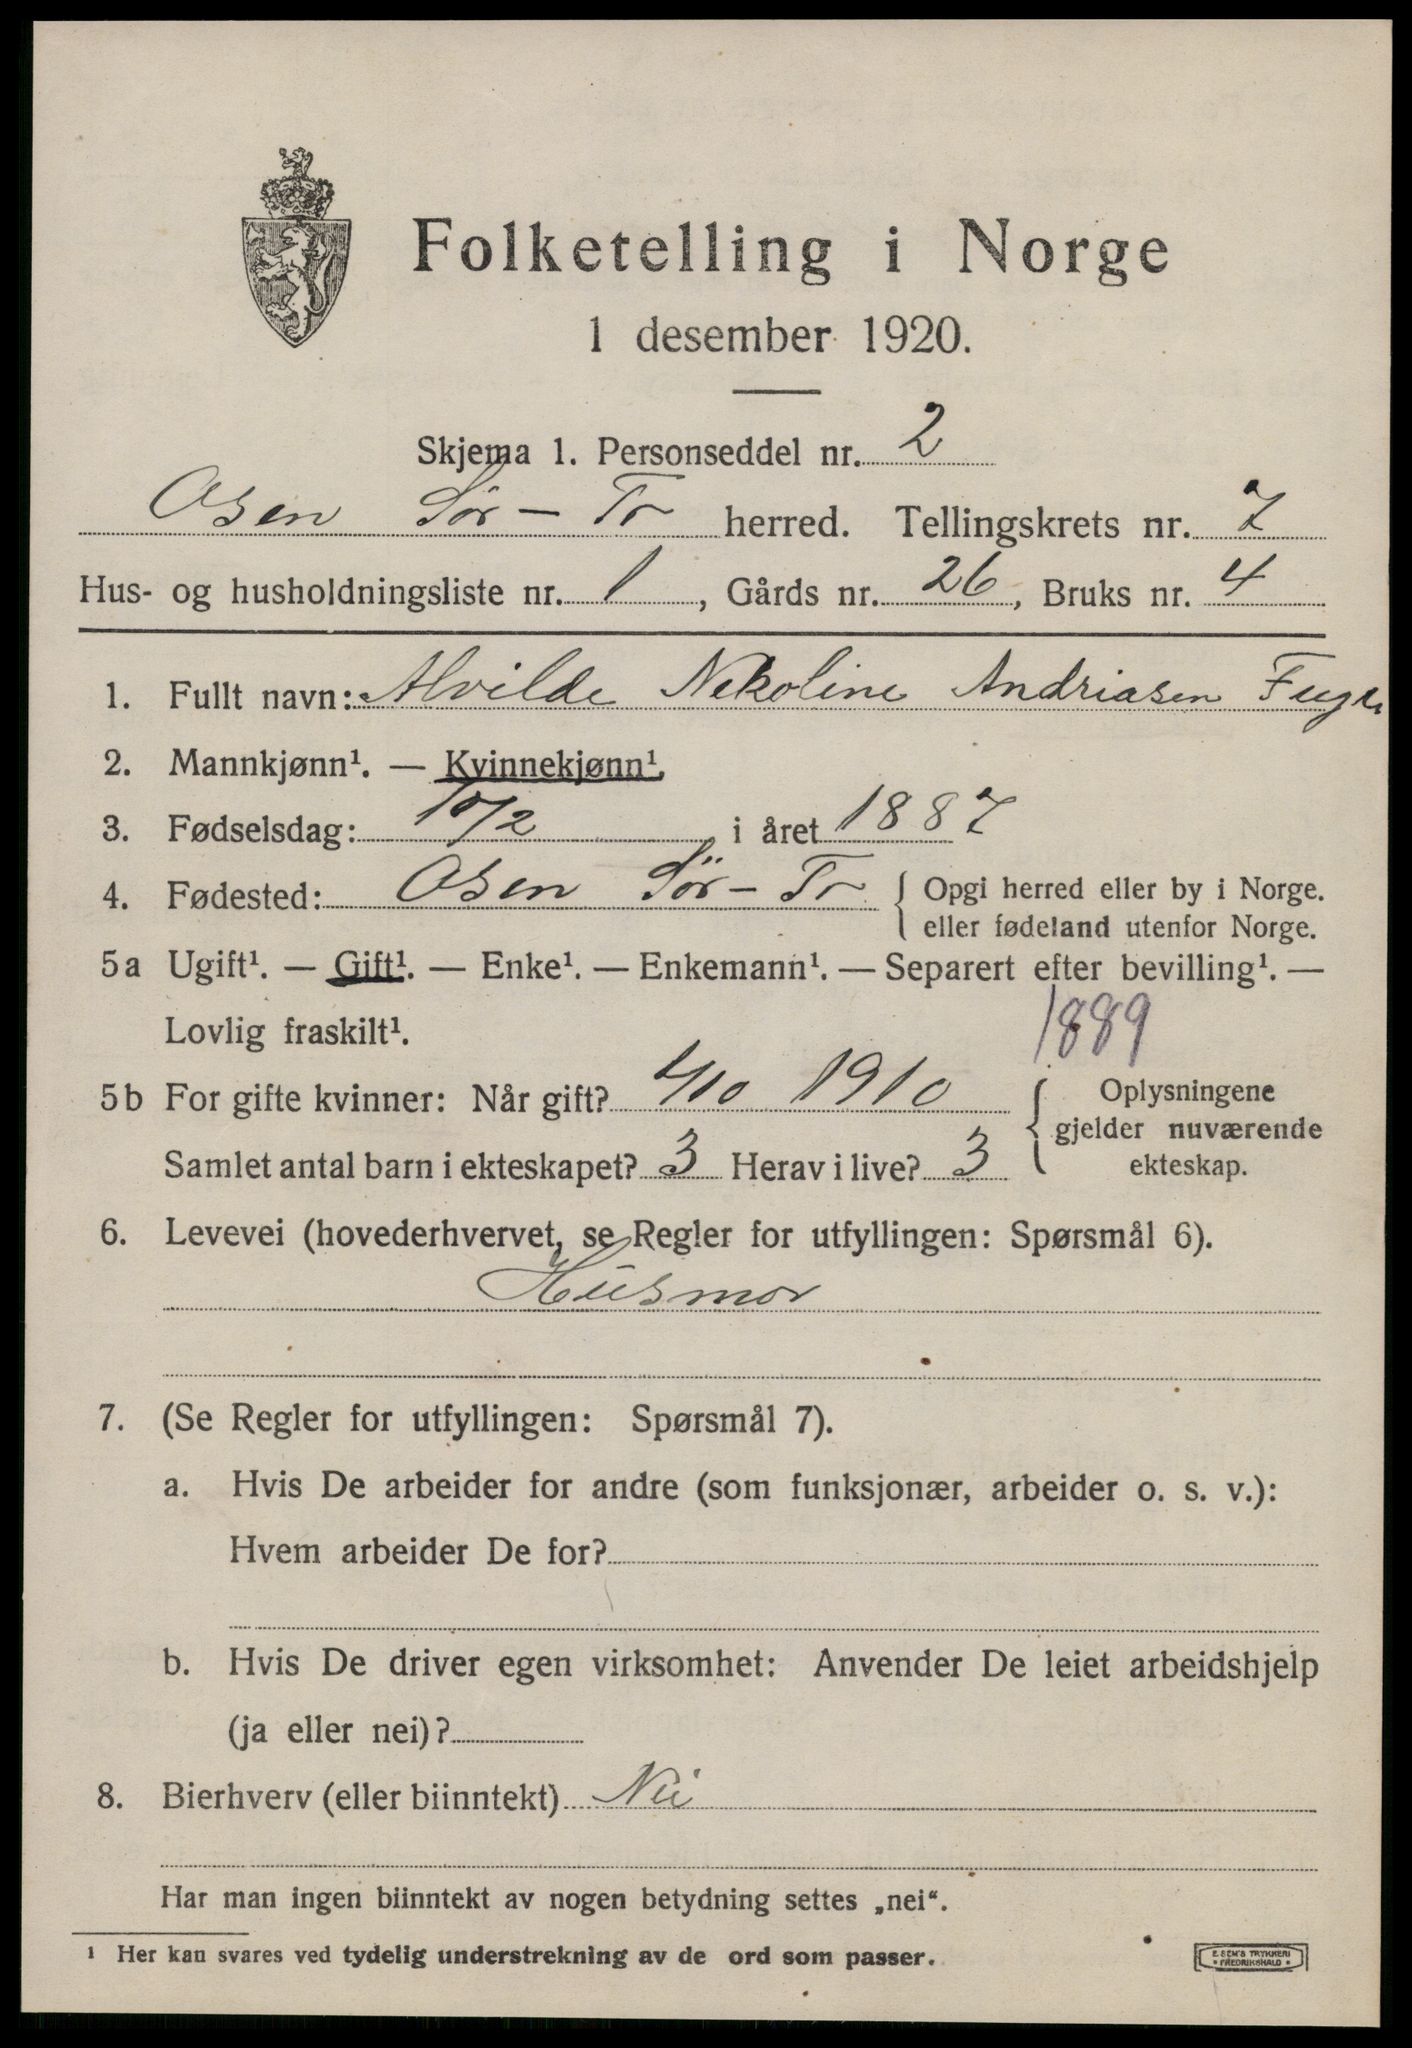 Folketelling i Norge
1 desember 1920.
Skjema 1. Personseddel nr. 2
Osen Sør - Tr herred. Tellingskrets nr. 7
Hus- og husholdningsliste nr. 1, Gårds nr. 26, Bruks nr. 4
1. Fullt navn: Alvilde Nekoline Andriasen
2. Mannkjønn¹. — Kvinnekjønn¹.
3. Fødselsdag: 10/2 i året 1887
4. Fødested: Osen Sør - Tr { Opgi herred eller by i Norge.
eller fødeland utenfor Norge.
5a Ugift¹. — Gift¹. — Enke¹. — Enkemann¹. — Separert efter bevilling¹. —
Lovlig fraskilt¹.
1889
5b For gifte kvinner: Når gift? 4/10 1910
Samlet antal barn i ekteskapet? 3 Herav i live? 3
{ Oplysningene
gjelder nuværende
ekteskap.
6. Levevei (hovederhvervet, se Regler for utfyllingen: Spørsmål 6).
Husmor
7. (Se Regler for utfyllingen: Spørsmål 7).
a. Hvis De arbeider for andre (som funksjonær, arbeider o. s. v.):
Hvem arbeider De for?
b. Hvis De driver egen virksomhet: Anvender De leiet arbeidshjelp
(ja eller nei)?
8. Bierhverv (eller biinntekt) Nei
Har man ingen biinntekt av nogen betydning settes „nei“.
¹ Her kan svares ved tydelig understrekning av de ord som passer.
E SEM'S TRYKKERI
• FREDRIKSHALD •